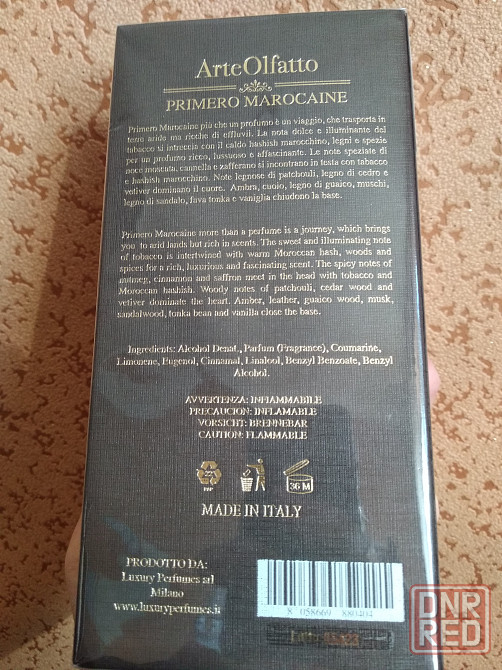 ArteOlfatto
PRIMERO MAROCAINE
Primero Marocaine più che un profumo è un viaggio, che trasporta in
terre aride ma ricche di effluvii. La nota dolce e illuminante del
tabacco si intreccia con il caldo hashish marocchino, legni e spezie
per un profumo ricco, lussuoso e affascinante. Le note speziate di
noce moscata, cannella e zafferano si incontrano in testa con tabacco
e hashish marocchino. Note legnose di patchouli, legno di cedro e
vetiver dominano il cuore. Ambra, cuoio, legno di guaico, muschi,
legno di sandalo, fava tonka e vaniglia chiudono la base.
Primero Marocaine more than a perfume is a journey, which brings
you to arid lands but rich in scents. The sweet and illuminating note
of tobacco is intertwined with warm Moroccan hash, woods and
spices for a rich, luxurious and fascinating scent. The spicy notes of
nutmeg, cinnamon and saffron meet in the head with tobacco and
Moroccan hashish. Woody notes of patchouli, cedar wood and
vetiver dominate the heart. Amber, leather, guaico wood, musk,
sandalwood, tonka bean and vanilla close the base.
Ingredients: Alcohol Denat., Parfum (Fragrance), Coumarine,
Limonene, Eugenol, Cinnamal, Linalool, Benzyl Benzoate, Benzyl
Alcohol.
AVVERTENZA: INFIAMMABILE
PRECAUCION: INFLAMABLE
VORSICHT: BRENNEBAR
CAUTION: FLAMMABLE
PAP
36 M
MADE IN ITALY
PRODOTTO DA:
Luxury Perfumes srl
Milano
www.luxuryperfumes.it
8 058669 880404
DNR
RED